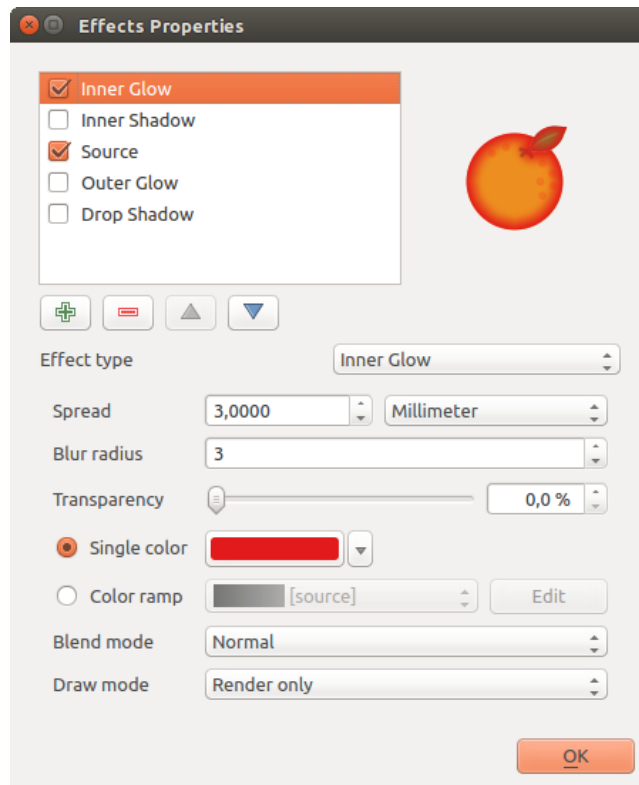 Effects Properties
Inner Glow
Inner Shadow
Source
Outer Glow
Drop Shadow
Effect type Inner Glow
Spread 3,0000 Millimeter
Blur radius 3
Transparency 0,0 %
Single color
Color ramp [source] Edit
Blend mode Normal
Draw mode Render only
OK